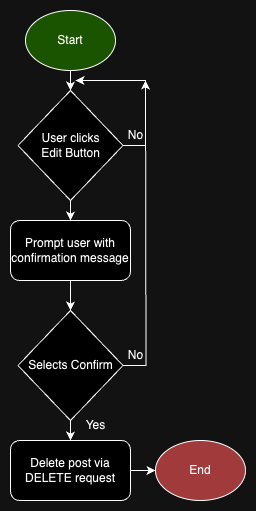 Start
User clicks
Edit Button
No
Prompt user with
confirmation message
Selects Confirm
No
Yes
Delete post via
DELETE request
End